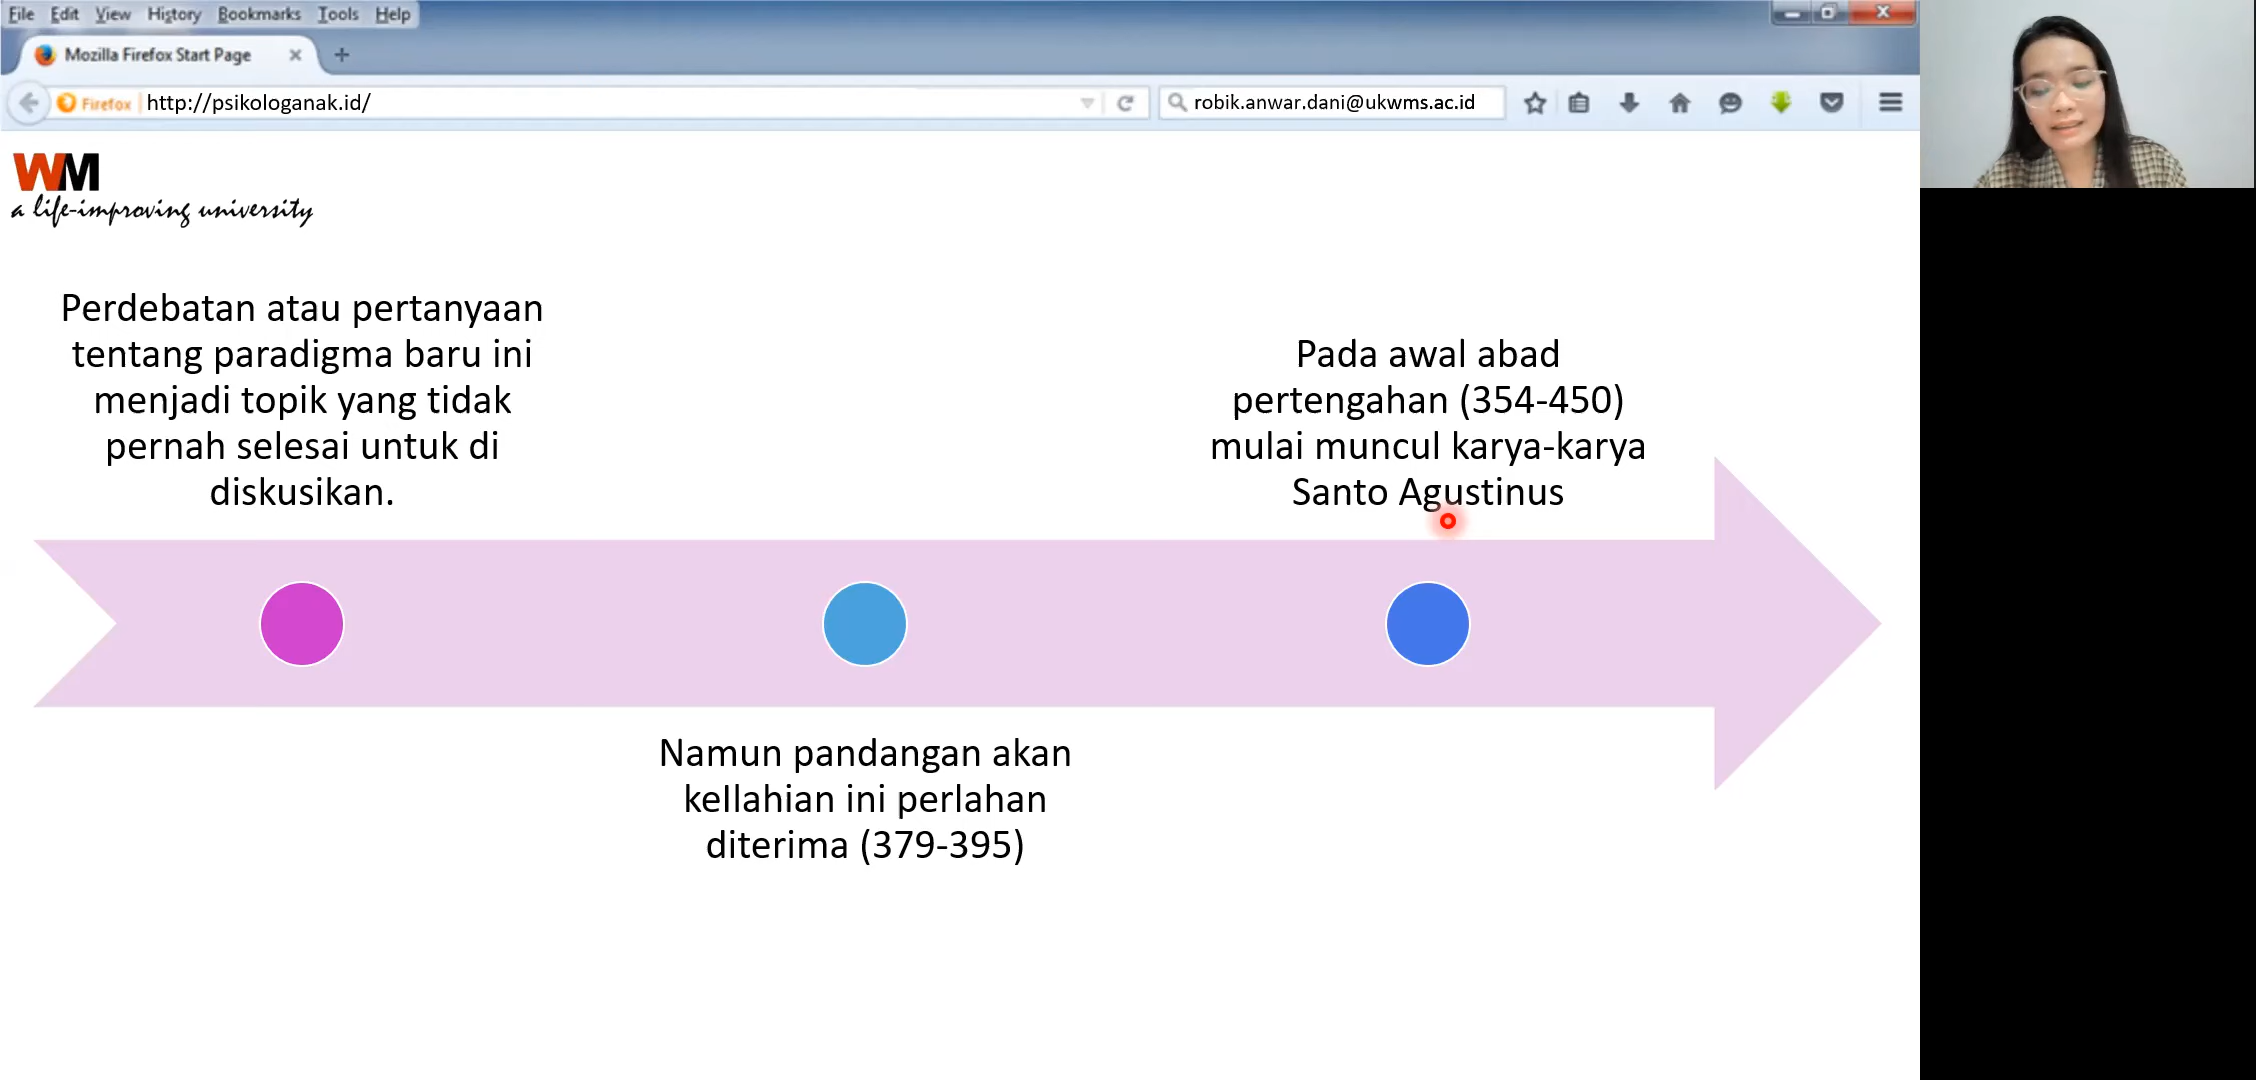 File Edit View History Bookmarks Tools Help
Mozilla Firefox Start Page
Firefox http://psikologanak.id/
robik.anwar.dani@ukwms.ac.id
WM
a life-improving university
Perdebatan atau pertanyaan
tentang paradigma baru ini
menjadi topik yang tidak
pernah selesai untuk di
diskusikan.
Namun pandangan akan
keIlahian ini perlahan
diterima (379-395)
Pada awal abad
pertengahan (354-450)
mulai muncul karya-karya
Santo Agustinus